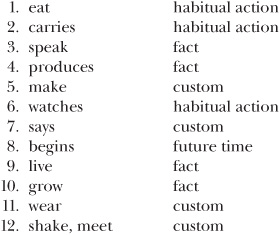 1. eat habitual action
2. carries habitual action
3. speak fact
4. produces fact
5. make custom
6. watches habitual action
7. says custom
8. begins future time
9. live fact
10. grow fact
11. wear custom
12. shake, meet custom